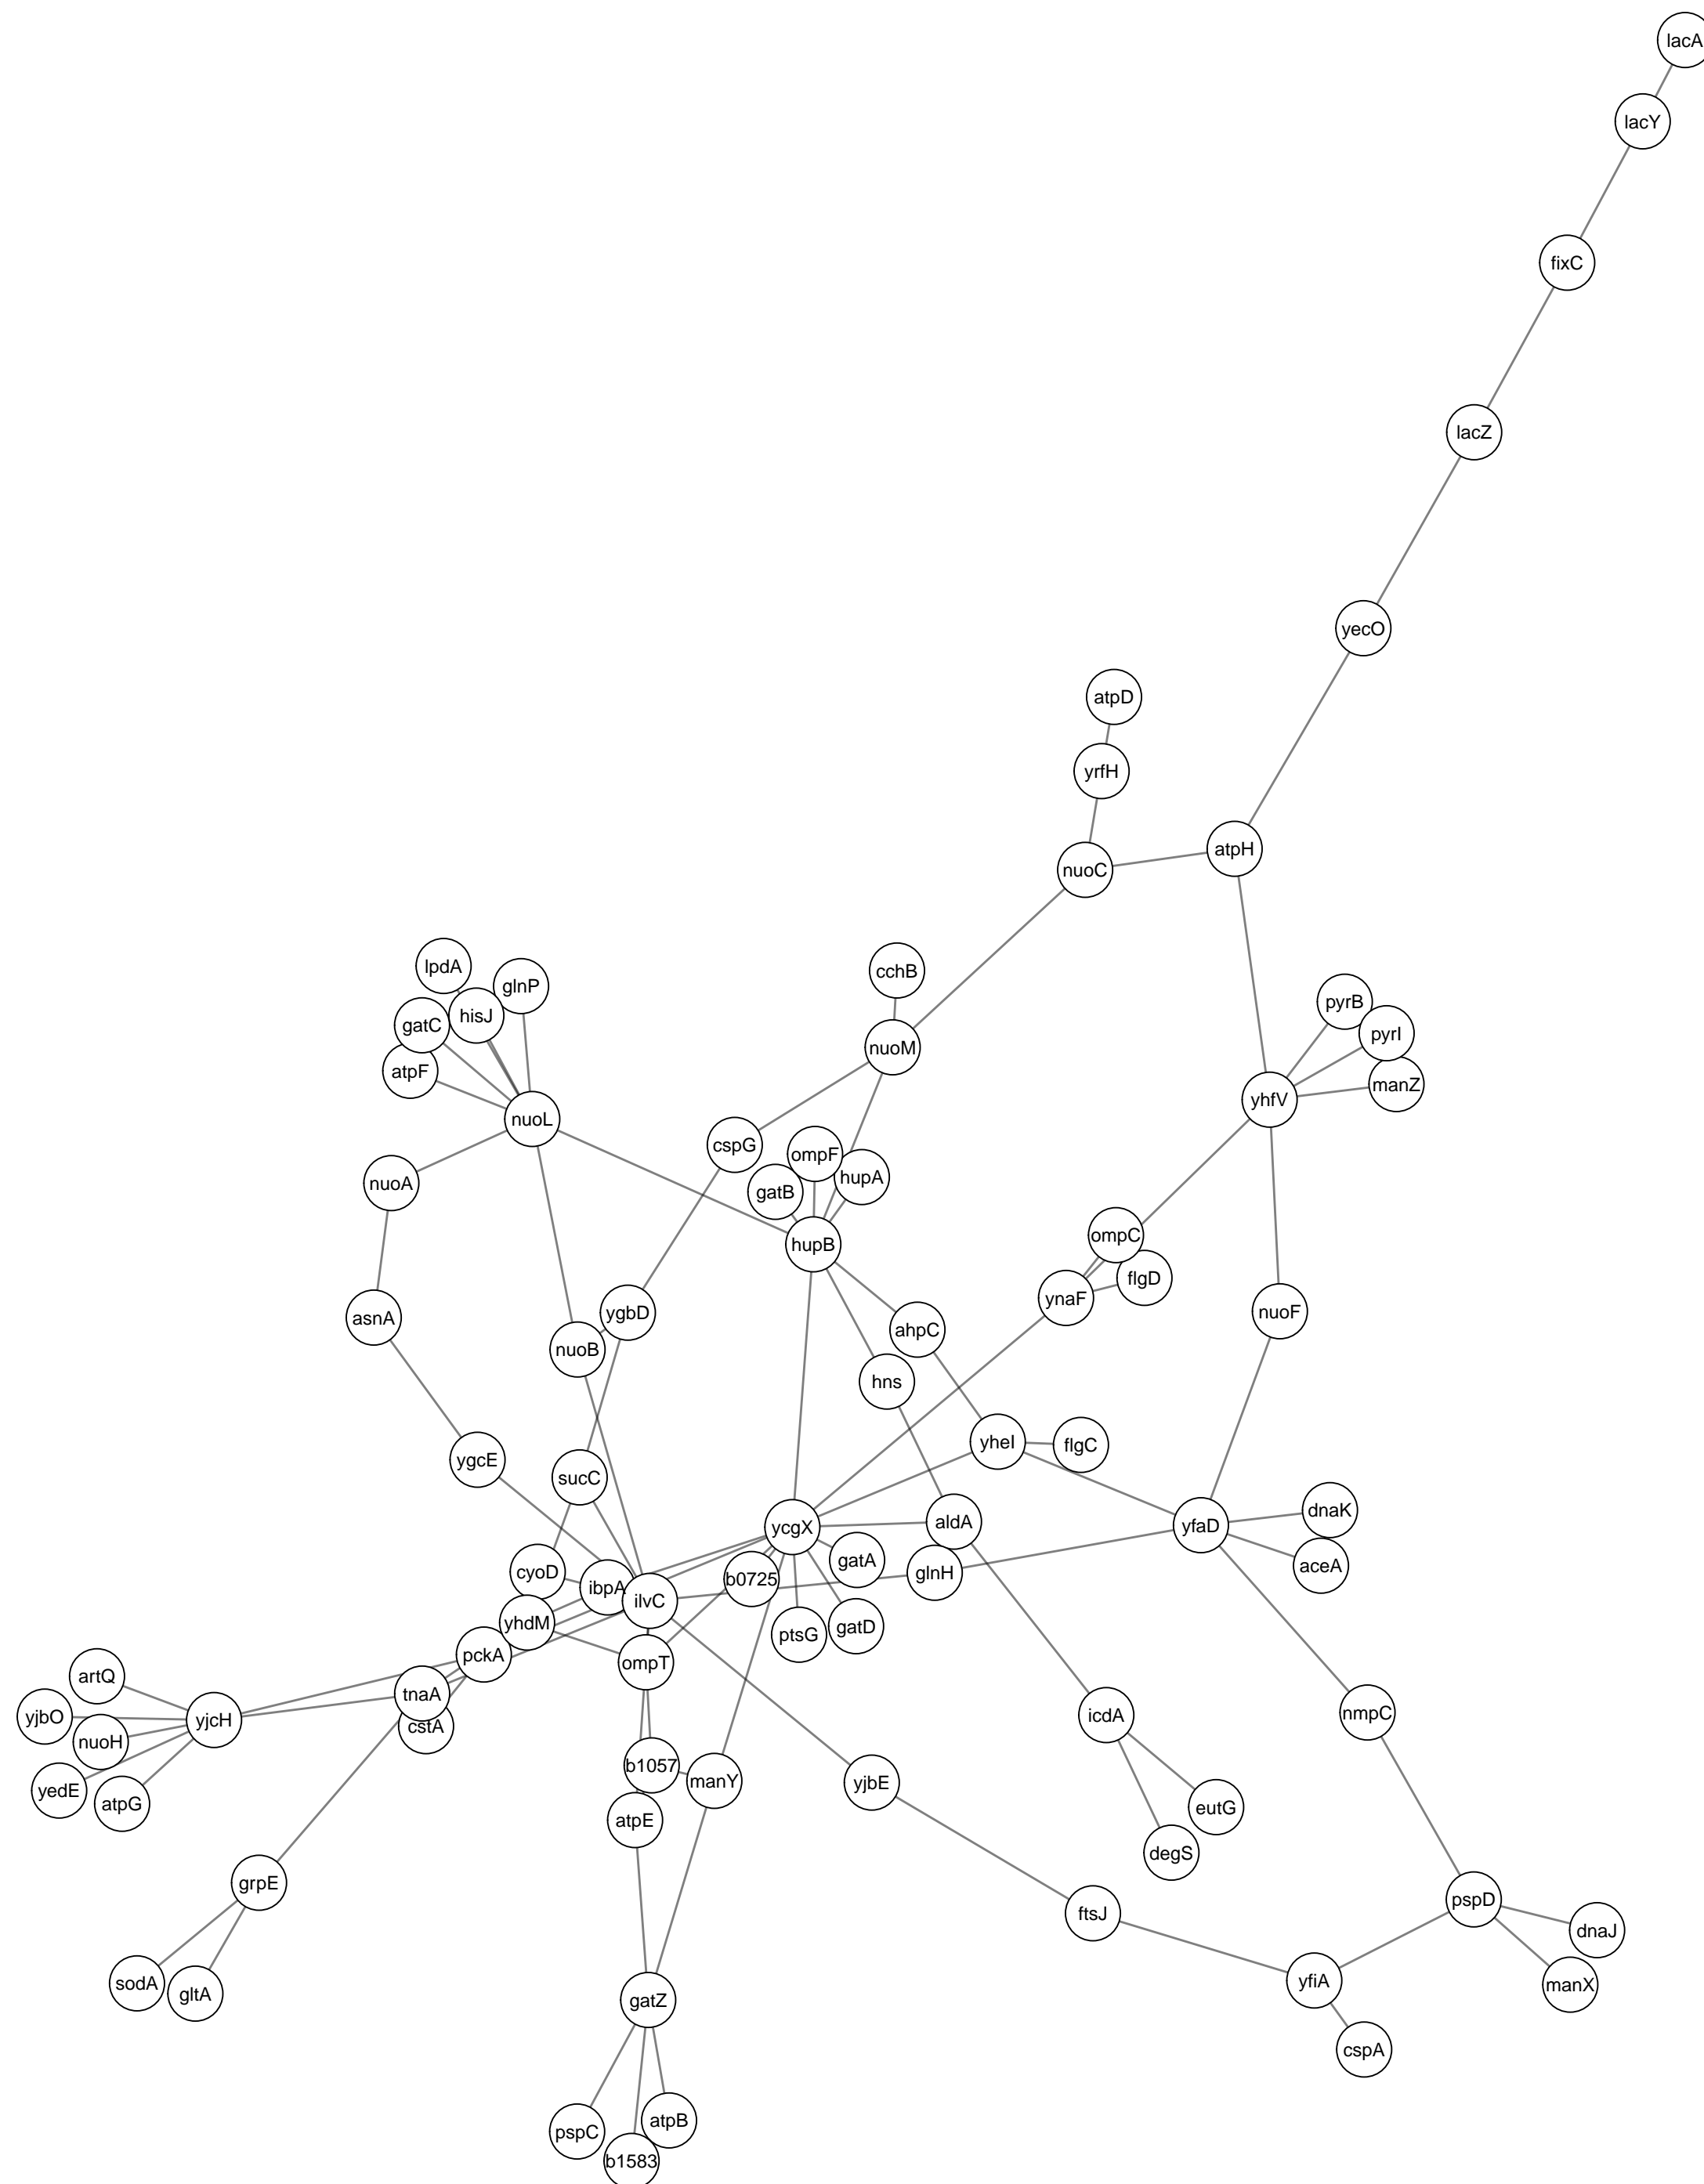 lacA
lacY
fixC
lacZ
yecO
atpD
yrfH
atpH
nuoC
lpdA
cchB
glnP
pyrB
hisJ
gatC
pyrI
nuoM
atpF
manZ
yhfV
nuoL
cspG
ompF
hupA
nuoA
gatB
ompC
hupB
flgD
ynaF
nuoF
ygbD
asnA
ahpC
nuoB
hns
yheI
flgC
ygcE
sucC
dnaK
aldA
yfaD
ycgX
gatA
aceA
cyoD
glnH
b0725
ibpA
ilvC
yhdM
gatD
ptsG
pckA
ompT
artQ
tnaA
nmpC
icdA
yjbO
yjcH
cstA
nuoH
b1057
manY
yjbE
yedE
atpG
eutG
atpE
degS
grpE
pspD
ftsJ
dnaJ
yfiA
sodA
manX
gltA
gatZ
cspA
atpB
pspC
b1583